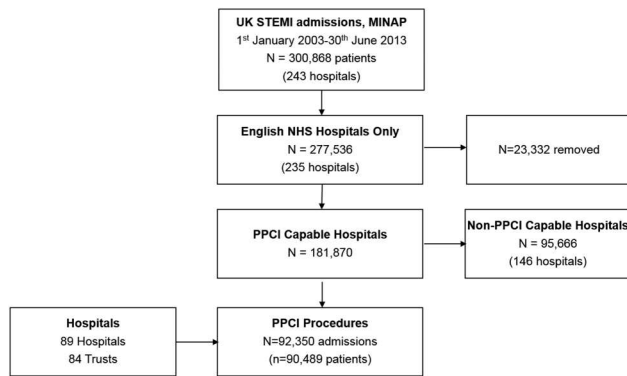 UK STEMI admissions, MINAP
1st January 2003-30th June 2013
N = 300,868 patients
(243 hospitals)
English NHS Hospitals Only
N = 277,536
(235 hospitals)
N=23,332 removed
PPCI Capable Hospitals
N = 181,870
Non-PPCI Capable Hospitals
N = 95,666
(146 hospitals)
Hospitals
89 Hospitals
84 Trusts
PPCI Procedures
N=92,350 admissions
(n=90,489 patients)